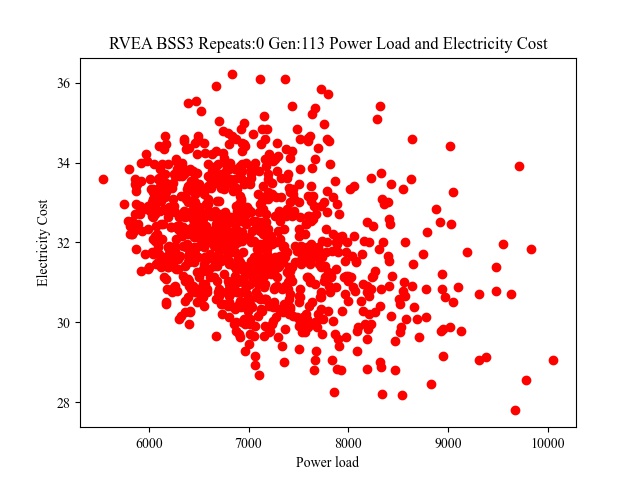 RVEA BSS3 Repeats:0 Gen:113 Power Load and Electricity Cost
36
34
32
30
28
Electricity Cost
6000 7000 8000 9000 10000
Power load